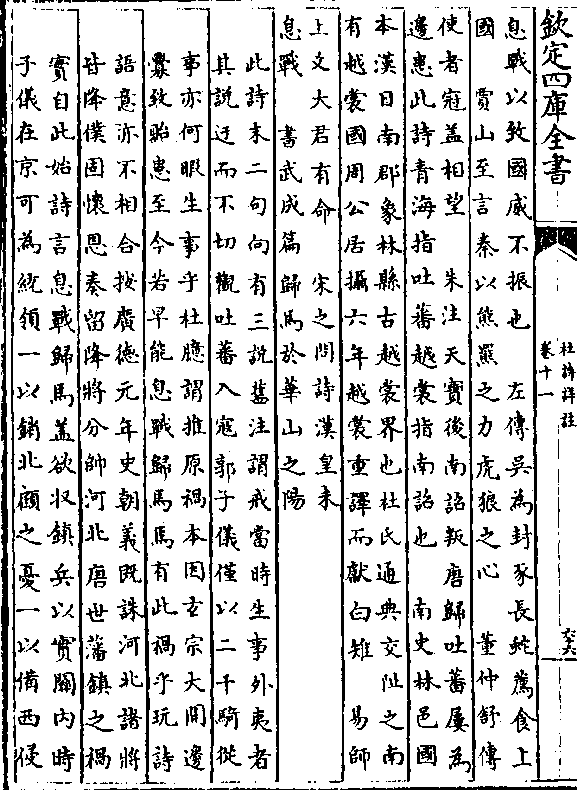 欽定四庫全書
杜詩詳註
卷十一
六十六
息戰以致國威不振也　左傳吳為封豕長蛇薦食上
國　賈山至言秦以熊羆之力虎狼之心　董仲舒傳
使者冠蓋相望　朱注天寶後南詔叛唐歸吐蕃屢為
邊患此詩青海指吐蕃越裳指南詔也　南史林邑國
本漢日南郡象林縣古越裳界也杜氏通典交阯之南
有越裳國周公居攝六年越裳重譯而獻白雉　易師
上文大君有命　宋之問詩漢皇未
息戰　書武成篇歸馬於華山之陽
此詩末二句向有三説舊注謂戒當時生事外夷者
其説迂而不切觀吐蕃入寇郭子儀僅以二千騎從
事亦何暇生事乎杜臆謂推原禍本因玄宗大開邊
釁致貽患至今若早能息戰歸馬焉有此禍乎玩詩
語意亦不相合按廣德元年史朝義既誅河北諸將
皆降僕固懷恩奏留降將分帥河北唐世藩鎮之禍
實自此始詩言息戰歸馬蓋欲収鎮兵以實關内時
子儀在京可為統領一以銷北顧之憂一以備西侵